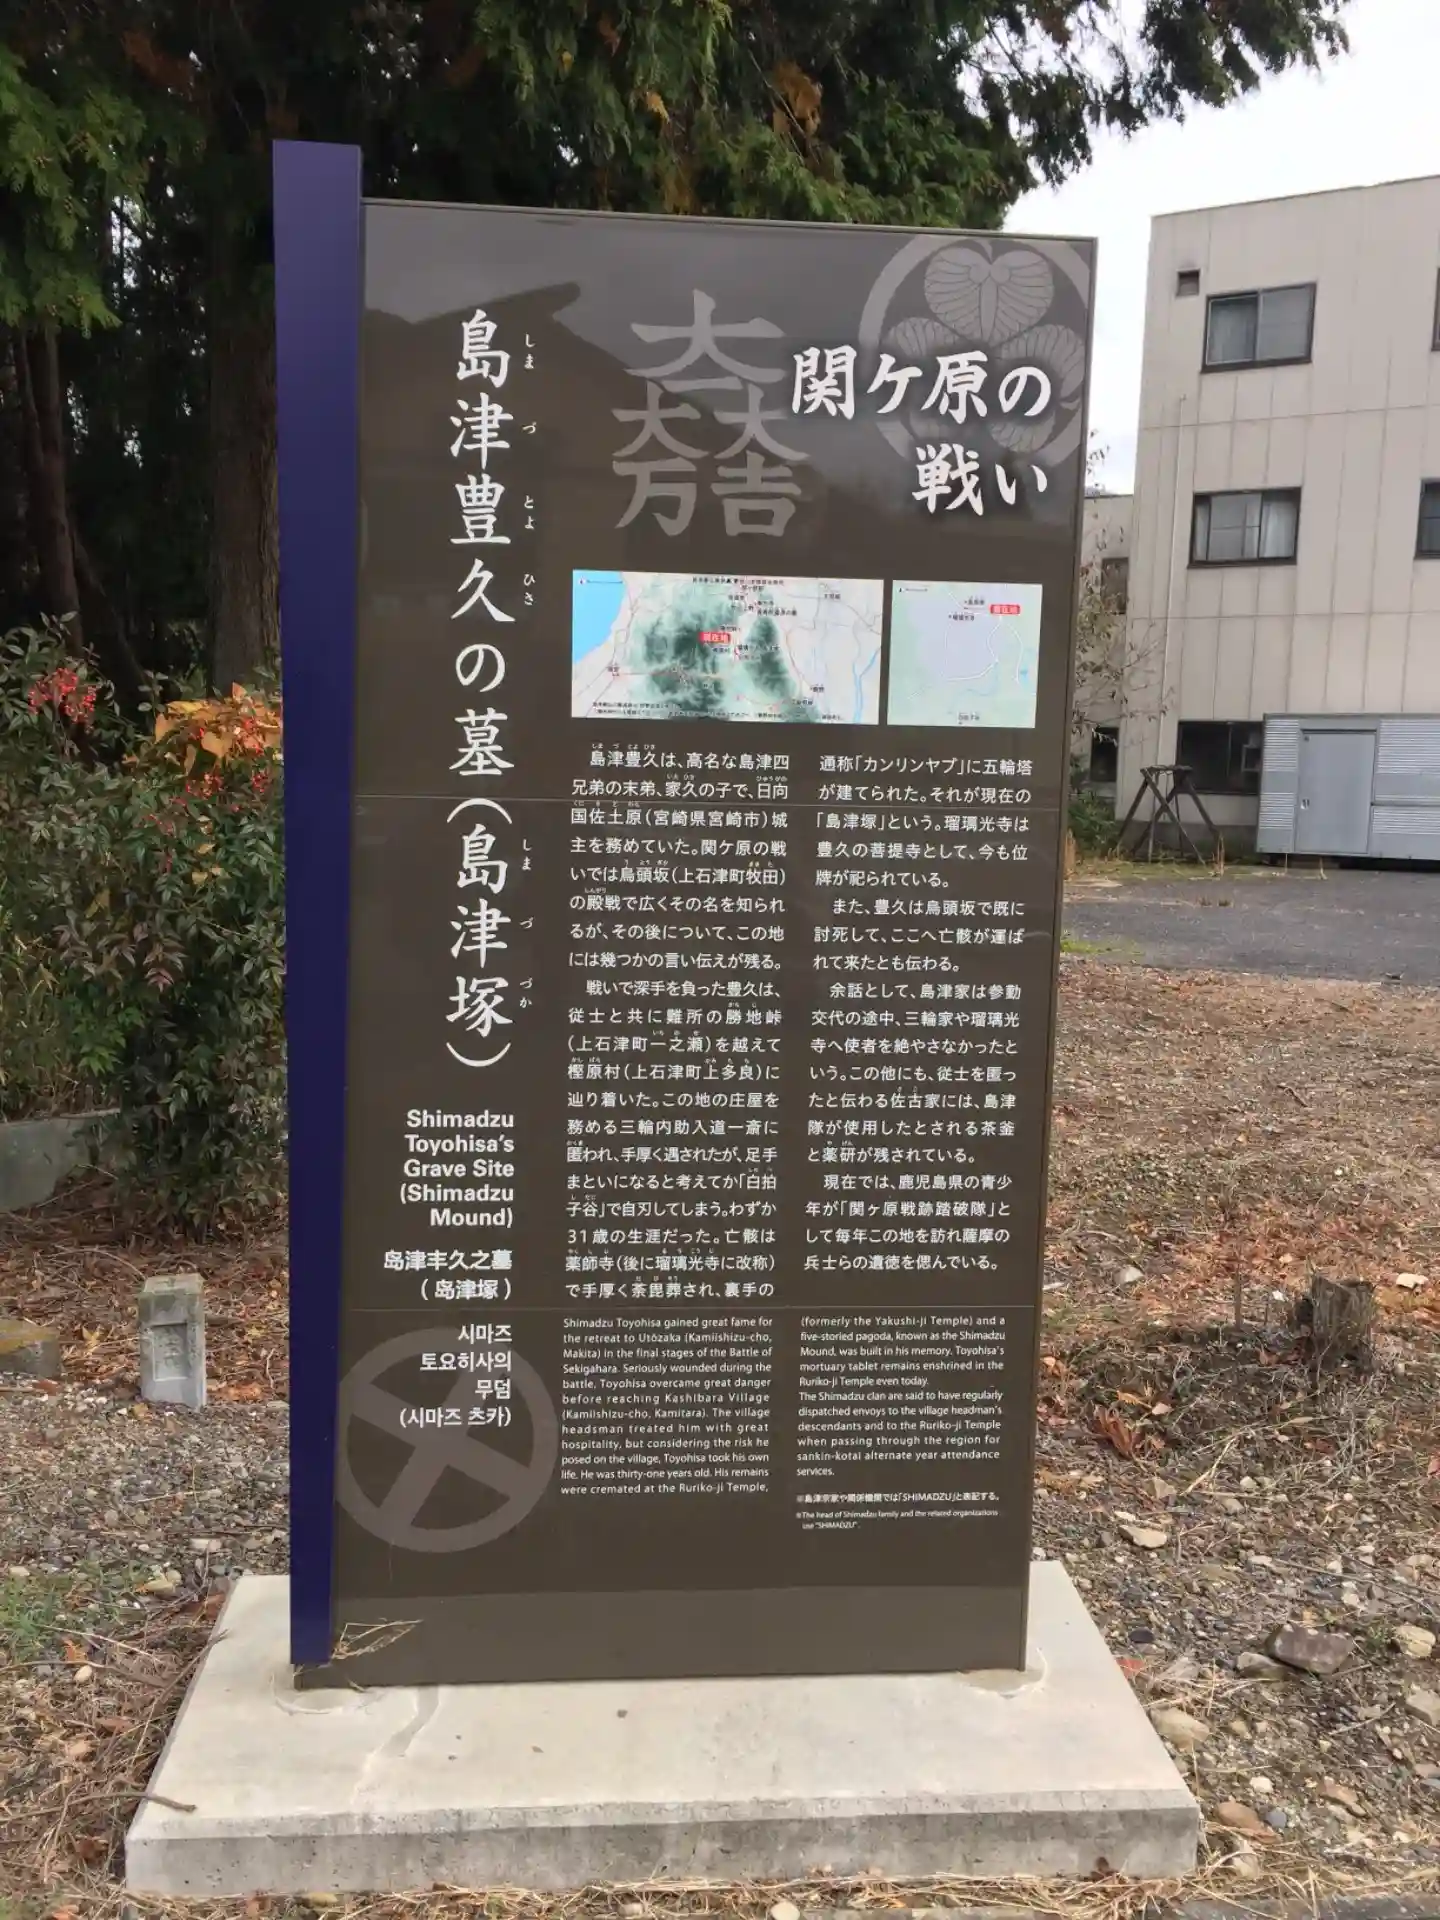 関ケ原の
戦い
大一大万大吉
島津豊久の墓(島津塚)
しま づ とよ ひさ
しま づ づか
Shimadzu
Toyohisa's
Grave Site
(Shimadzu
Mound)
岛津丰久之墓
(岛津塚)
시마즈
토요히사의
무덤
(시마즈 츠카)
現在地
現在地
島津豊久は、高名な島津四
兄弟の末弟、家久の子で、日向
国佐土原(宮崎県宮崎市)城
主を務めていた。関ケ原の戦
いでは烏頭坂(上石津町牧田)
の殿戦で広くその名を知られ
るが、その後について、この地
には幾つかの言い伝えが残る。
戦いで深手を負った豊久は、
従士と共に難所の勝地峠
(上石津町一之瀬)を越えて
樫原村(上石津町上多良)に
辿り着いた。この地の庄屋を
務める三輪内助入道一斎に
匿われ、手厚く遇されたが、足手
まといになると考えてか「白拍
子谷」で自刃してしまう。わずか
31歳の生涯だった。亡骸は
薬師寺(後に瑠璃光寺に改称)
で手厚く荼毘葬され、裏手の
通称「カンリンヤブ」に五輪塔
が建てられた。それが現在の
「島津塚」という。瑠璃光寺は
豊久の菩提寺として、今も位
牌が祀られている。
また、豊久は烏頭坂で既に
討死して、ここへ亡骸が運ば
れて来たとも伝わる。
余話として、島津家は参勤
交代の途中、三輪家や瑠璃光
寺へ使者を絶やさなかったと
いう。この他にも、従士を匿っ
たと伝わる佐古家には、島津
隊が使用したとされる茶釜
と薬研が残されている。
現在では、鹿児島県の青少
年が「関ヶ原戦跡踏破隊」と
して毎年この地を訪れ薩摩の
兵士らの遺徳を偲んでいる。
Shimadzu Toyohisa gained great fame for
the retreat to Utōzaka (Kamiishizu-cho,
Makita) in the final stages of the Battle of
Sekigahara. Seriously wounded during the
battle, Toyohisa overcame great danger
before reaching Kashibara Village
(Kamiishizu-cho, Kamitara). The village
headsman treated him with great
hospitality, but considering the risk he
posed on the village, Toyohisa took his own
life. He was thirty-one years old. His remains
were cremated at the Ruriko-ji Temple,
(formerly the Yakushi-ji Temple) and a
five-storied pagoda, known as the Shimadzu
Mound, was built in his memory. Toyohisa's
mortuary tablet remains enshrined in the
Ruriko-ji Temple even today.
The Shimadzu clan are said to have regularly
dispatched envoys to the village headman's
descendants and to the Ruriko-ji Temple
when passing through the region for
sankin-kotai alternate year attendance
services.
※島津宗家や関係機関では「SHIMADZU」と表記する。
※The head of Shimadzu family and the related organizations
use "SHIMADZU".